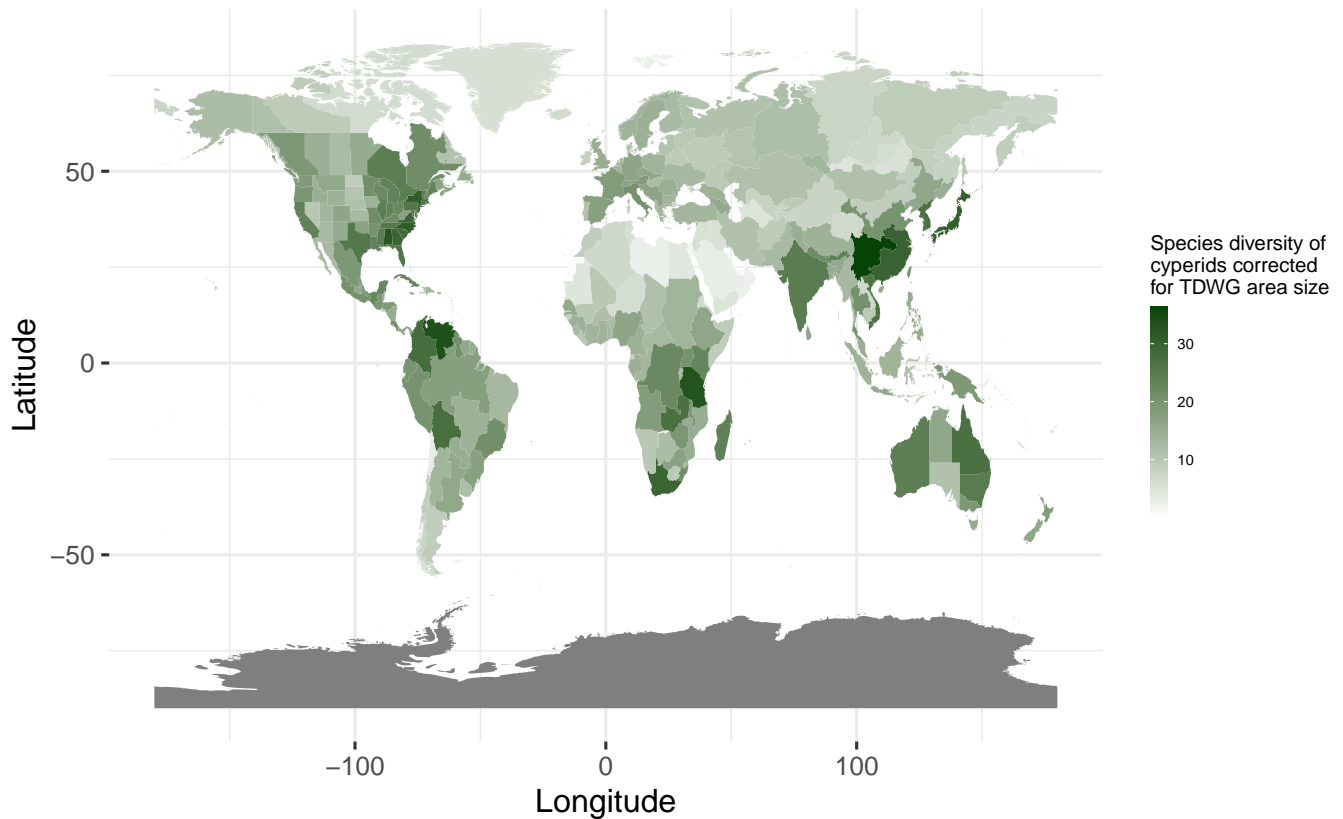 50
0
−50
Latitude
−100
0
100
Longitude
Species diversity of
cyperids corrected
for TDWG area size
30
20
10